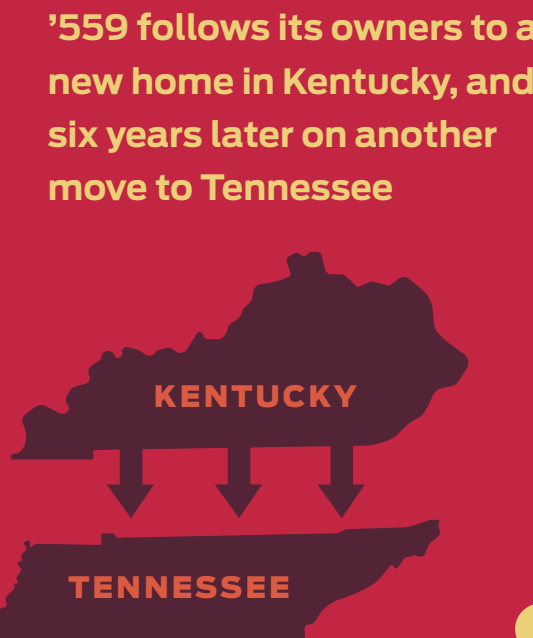 ’559 follows its owners to a
new home in Kentucky, and
six years later on another
move to Tennessee
KENTUCKY
TENNESSEE